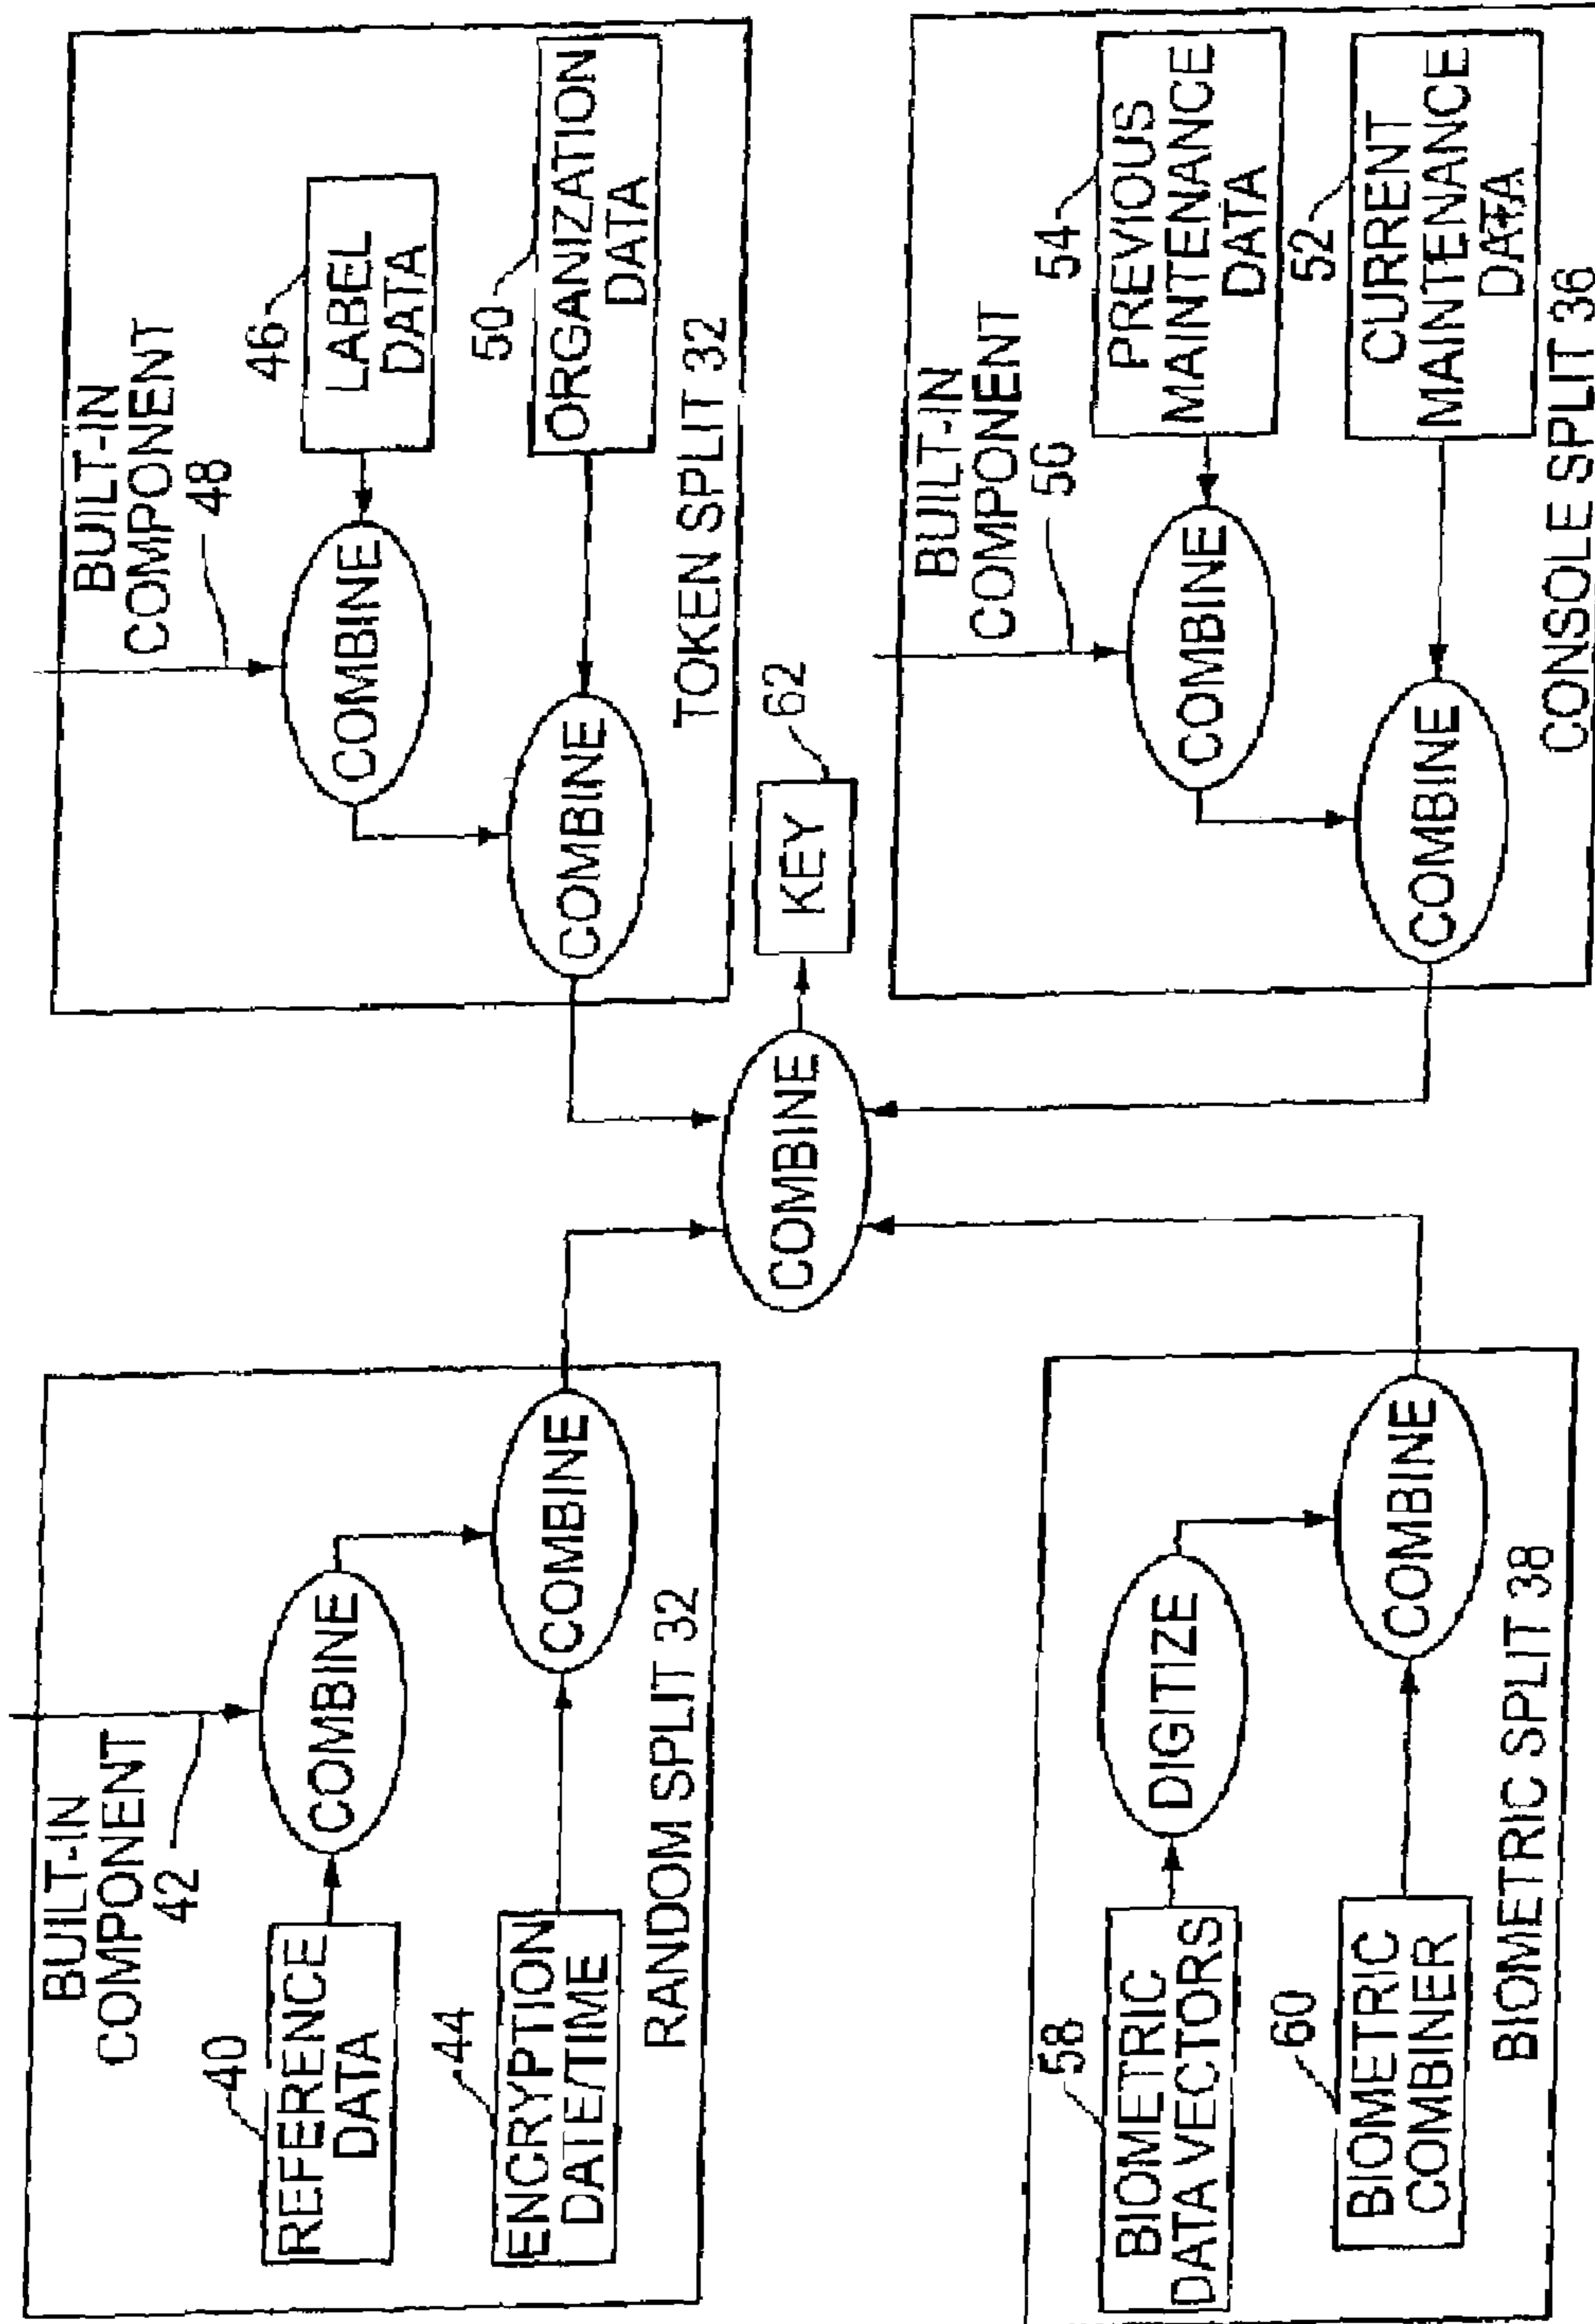 BUILT-IN
COMPONENT
42
40
REFERENCE
DATA
COMBINE
44
ENCRYPTION
DATE/TIME
COMBINE
RANDOM SPLIT 32
BUILT-IN
COMPONENT
48
46
LABEL
DATA
COMBINE
50
ORGANIZATION
DATA
COMBINE
TOKEN SPLIT 32
COMBINE
KEY
62
58
BIOMETRIC
DATA VECTORS
DIGITIZE
60
BIOMETRIC
COMBINER
COMBINE
BIOMETRIC SPLIT 38
BUILT-IN
COMPONENT
56
54
PREVIOUS
MAINTENANCE
DATA
COMBINE
52
CURRENT
MAINTENANCE
DATA
COMBINE
CONSOLE SPLIT 36